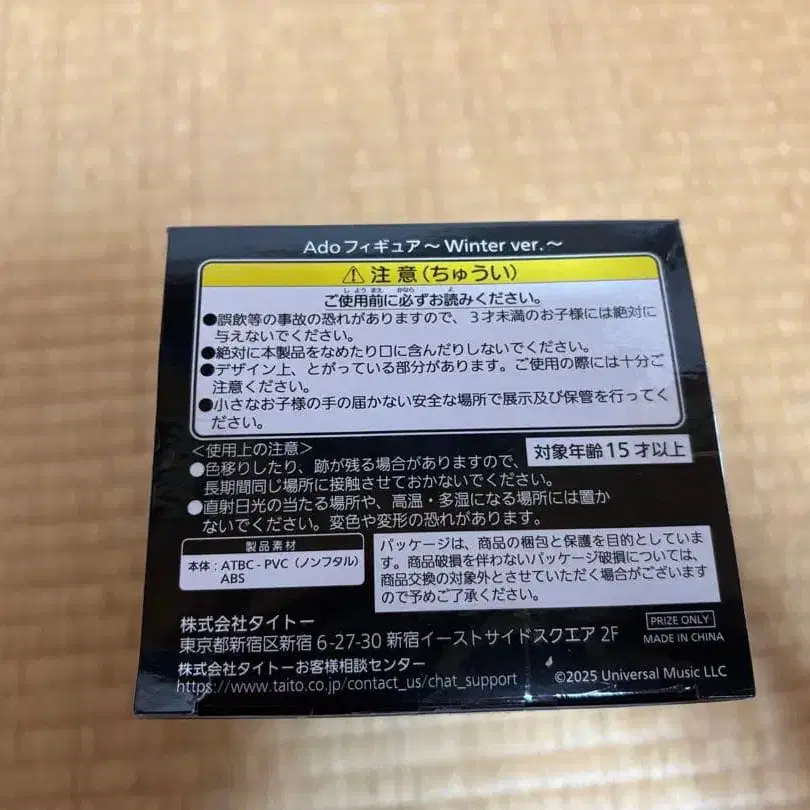 Adoフィギュア～Winter ver.～
⚠注意(ちゅうい)
しようまえ かなら よ
ご使用前に必ずお読みください。
●誤飲等の事故の恐れがありますので、3才未満のお子様には絶対に
与えないでください。
●絶対に本製品をなめたり口に含んだりしないでください。
●デザイン上、とがっている部分があります。ご使用の際には十分ご
注意ください。
●小さなお子様の手の届かない安全な場所で展示及び保管を行ってく
ださい。
＜使用上の注意＞
対象年齢15才以上
●色移りしたり、跡が残る場合がありますので、
長期間同じ場所に接触させておかないでください。
●直射日光の当たる場所や、高温・多湿になる場所には置か
ないでください。変色や変形の恐れがあります。
製品素材
本体：ATBC-PVC（ノンフタル）
ABS
パッケージは、商品の梱包と保護を目的としていま
す。商品破損を伴わないパッケージ破損については、
商品交換の対象外とさせていただく場合がございます
ので予めご了承ください。
株式会社タイトー
東京都新宿区新宿 6-27-30 新宿イーストサイドスクエア 2F
株式会社タイトーお客様相談センター
https://www.taito.co.jp/contact_us/chat_support
PRIZE ONLY
MADE IN CHINA
©2025 Universal Music LLC